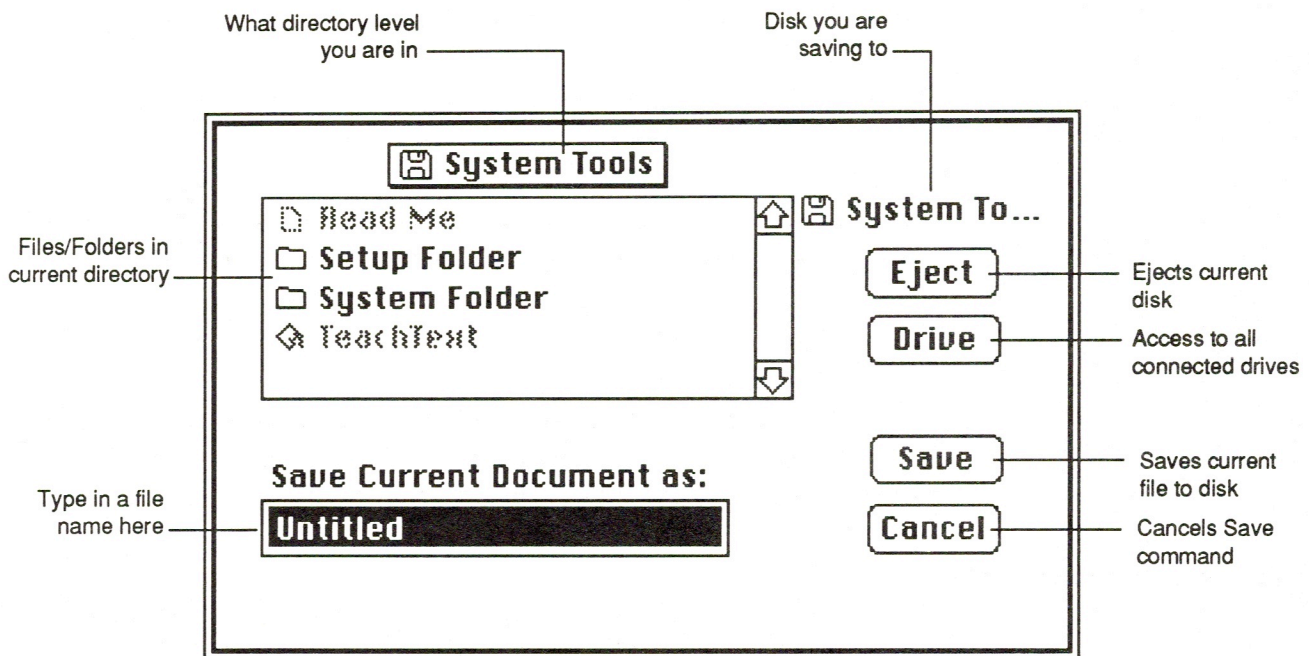 What directory level
you are in
Disk you are
saving to
System Tools
Read Me
Setup Folder
System Folder
TeachText
System To...
Files/Folders in
current directory
Eject
Ejects current
disk
Drive
Access to all
connected drives
Save Current Document as:
Untitled
Type in a file
name here
Save
Saves current
file to disk
Cancel
Cancels Save
command